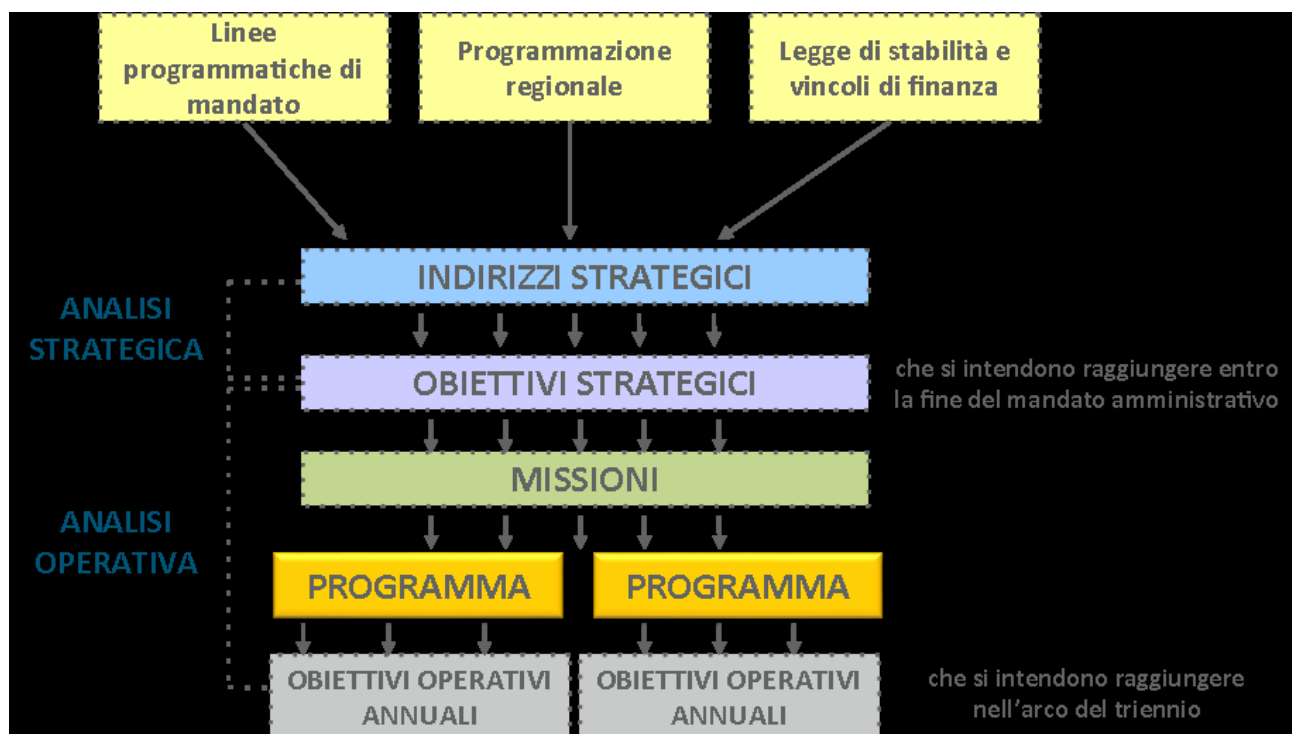 Linee
programmatiche di
mandato
Programmazione
regionale
Legge di stabilità e
vincoli di finanza
INDIRIZZI STRATEGICI
ANALISI
STRATEGICA
OBIETTIVI STRATEGICI
che si intendono raggiungere entro
la fine del mandato amministrativo
MISSIONI
ANALISI
OPERATIVA
PROGRAMMA
PROGRAMMA
OBIETTIVI OPERATIVI
ANNUALI
OBIETTIVI OPERATIVI
ANNUALI
che si intendono raggiungere
nell'arco del triennio